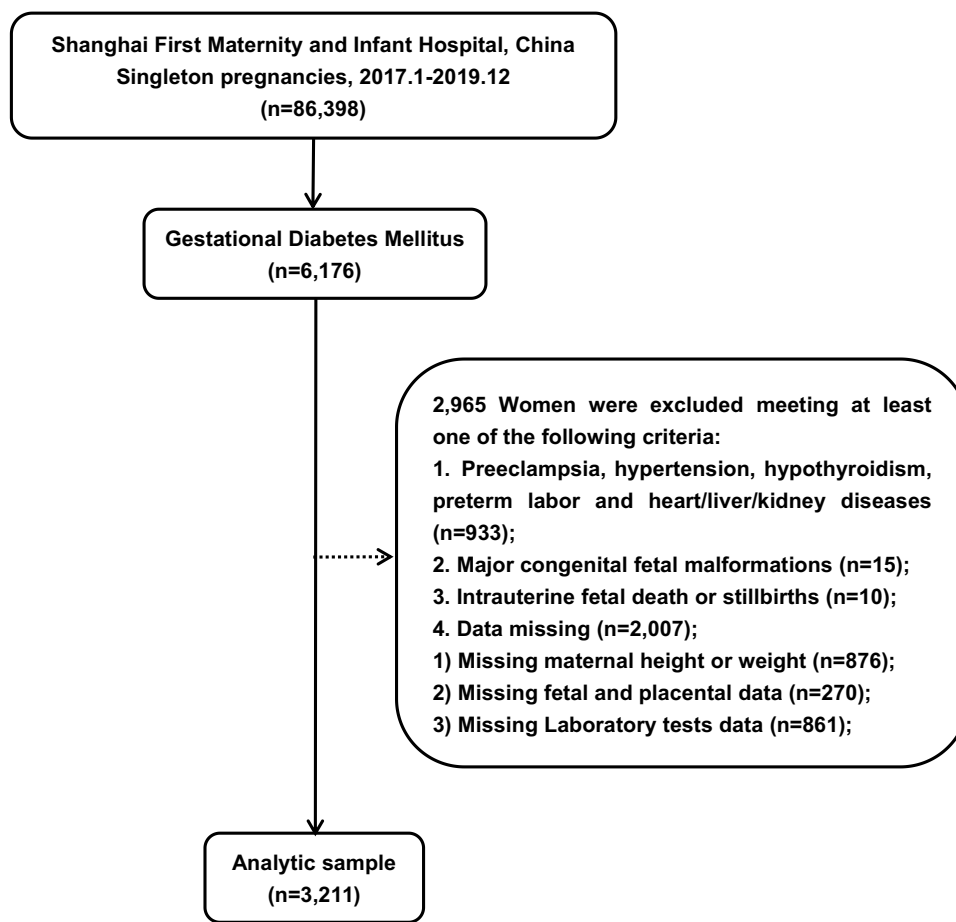 Shanghai First Maternity and Infant Hospital, China
Singleton pregnancies, 2017.1-2019.12
(n=86,398)
Gestational Diabetes Mellitus
(n=6,176)
2,965 Women were excluded meeting at least
one of the following criteria:
1. Preeclampsia, hypertension, hypothyroidism,
preterm labor and heart/liver/kidney diseases
(n=933);
2. Major congenital fetal malformations (n=15);
3. Intrauterine fetal death or stillbirths (n=10);
4. Data missing (n=2,007);
1) Missing maternal height or weight (n=876);
2) Missing fetal and placental data (n=270);
3) Missing Laboratory tests data (n=861);
Analytic sample
(n=3,211)